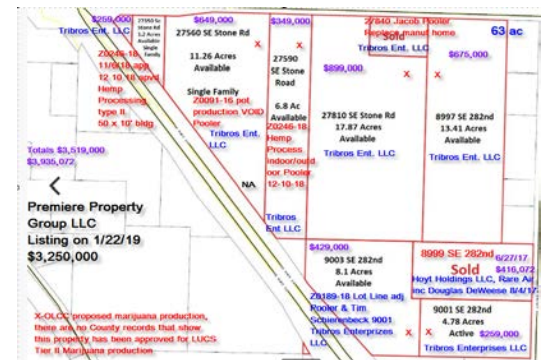 $259,000
27590 Se
Stone Rd
1.2 Acres
Available
Single
Family
Tribros Ent. LLC
Z0246-18
11/6/18 app
12.10.18 apvd
Hemp
Processing
type II
50 x 10' bldg
$649,000
27560 SE Stone Rd
X
11.26 Acres
Available
Single Family
Z0091-16 pot
production VOID
Pooler
Tribros Ent.
LLC
NA
$349,000
X
27590
SE Stone
Road
6.8 Ac
Available
Z0246-18
Hemp
Process
indoor/outd
oor Pooler
12-10-18
Tribros
Ent LLC
27840 Jacob Pooler
Replace manuf home
Sold
Tribros Ent. LLC
63 ac
$899,000
X
27810 SE Stone Rd
17.87 Acres
Available
Tribros Ent. LLC
$675,000
X
8997 SE 282nd
13.41 Acres
Available
Tribros Ent. LLC
Totals $3,519,000
$3,935,072
Premiere Property
Group LLC
Listing on 1/22/19
$3,250,000
$429,000
9003 SE 282nd
8.1 Acres
Available
Z0189-18 Lot Line adj
Pooler & Tim
Schierenbeck 9001
Tribros Enterprizes
LLC
X
8999 SE 282nd
6/27/17
Sold
$416,072
Hoyt Holdings LLC, Rare Air
inc Douglas DeWeese 8/4/17
9001 SE 282nd
4.78 Acres
X
Active
$259,000
Tribros Enterprises LLC
X-OLCC proposed marijuana production,
there are no County records that show
this property has been approved for LUCS
Tier II Marijuana production